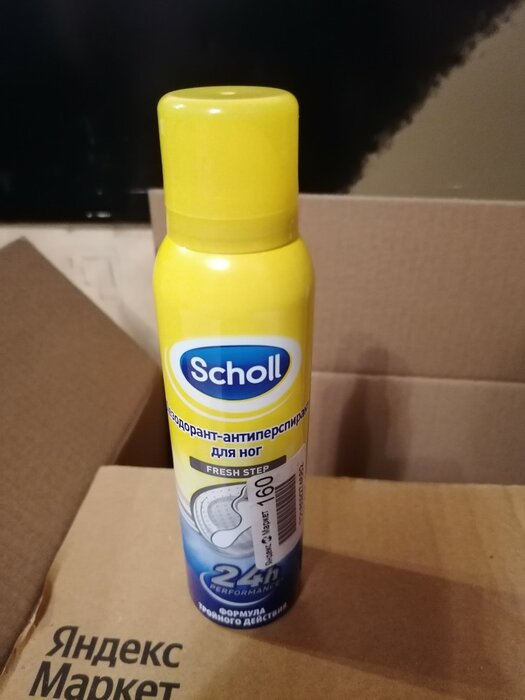 Scholl
дезодорант-антиперспирант
для ног
FRESH STEP
160
Яндекс Маркет
24h
PERFORMANCE
ФОРМУЛА
ТРОЙНОГО ДЕЙСТВИЯ
Яндекс
Маркет